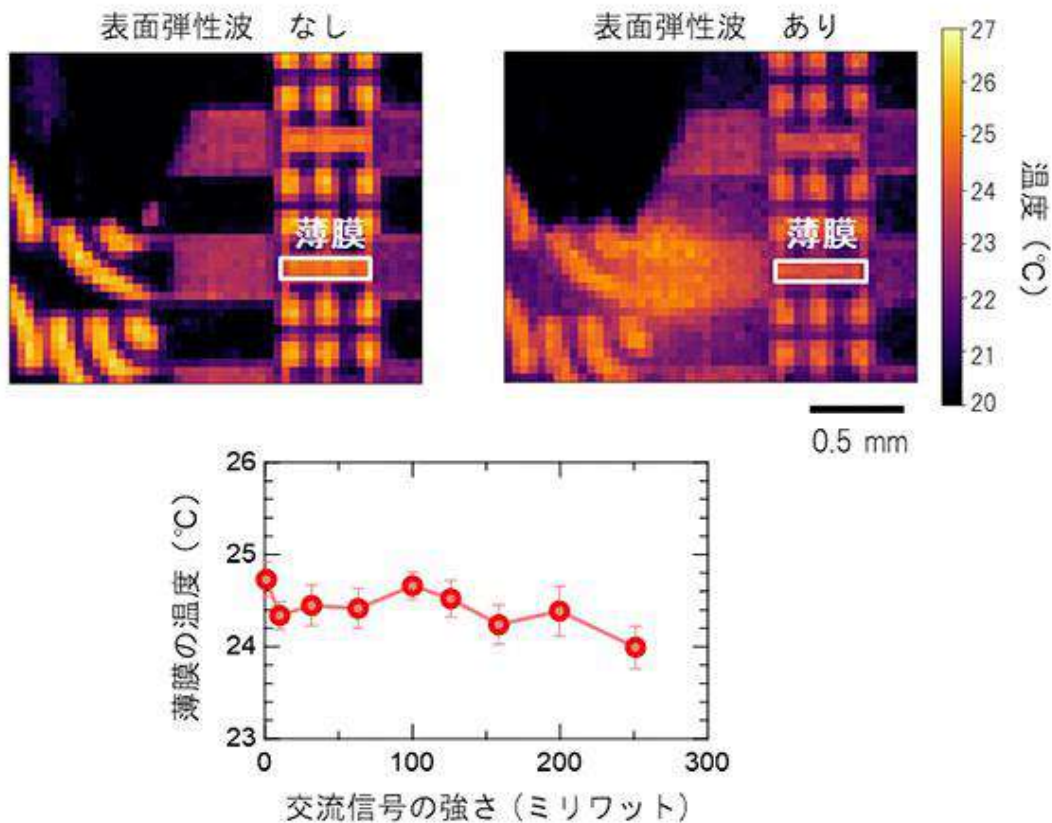 表面弾性波 なし
表面弾性波 あり
薄膜
薄膜
27
26
25
24
23
22
21
20
温度（℃）
0.5 mm
26
25
24
23
薄膜の温度（℃）
0
100
200
300
交流信号の強さ（ミリワット）